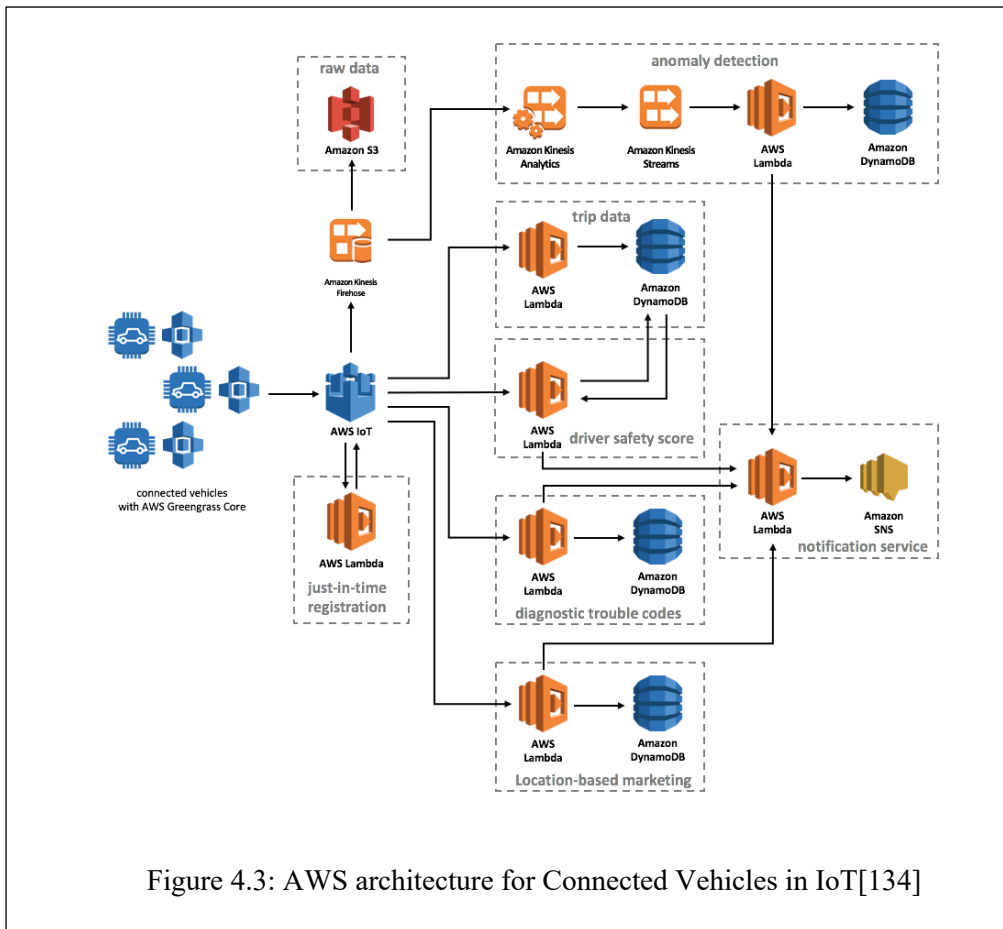 raw data
Amazon S3
Amazon Kinesis
Firehose
anomaly detection
Amazon Kinesis
Analytics
Amazon Kinesis
Streams
AWS
Lambda
Amazon
DynamoDB
trip data
AWS
Lambda
Amazon
DynamoDB
AWS
Lambda
driver safety score
connected vehicles
with AWS Greengrass Core
AWS IoT
AWS Lambda
just-in-time
registration
AWS
Lambda
Amazon
DynamoDB
diagnostic trouble codes
AWS
Lambda
Amazon
SNS
notification service
AWS
Lambda
Amazon
DynamoDB
Location-based marketing
Figure 4.3: AWS architecture for Connected Vehicles in IoT[134]